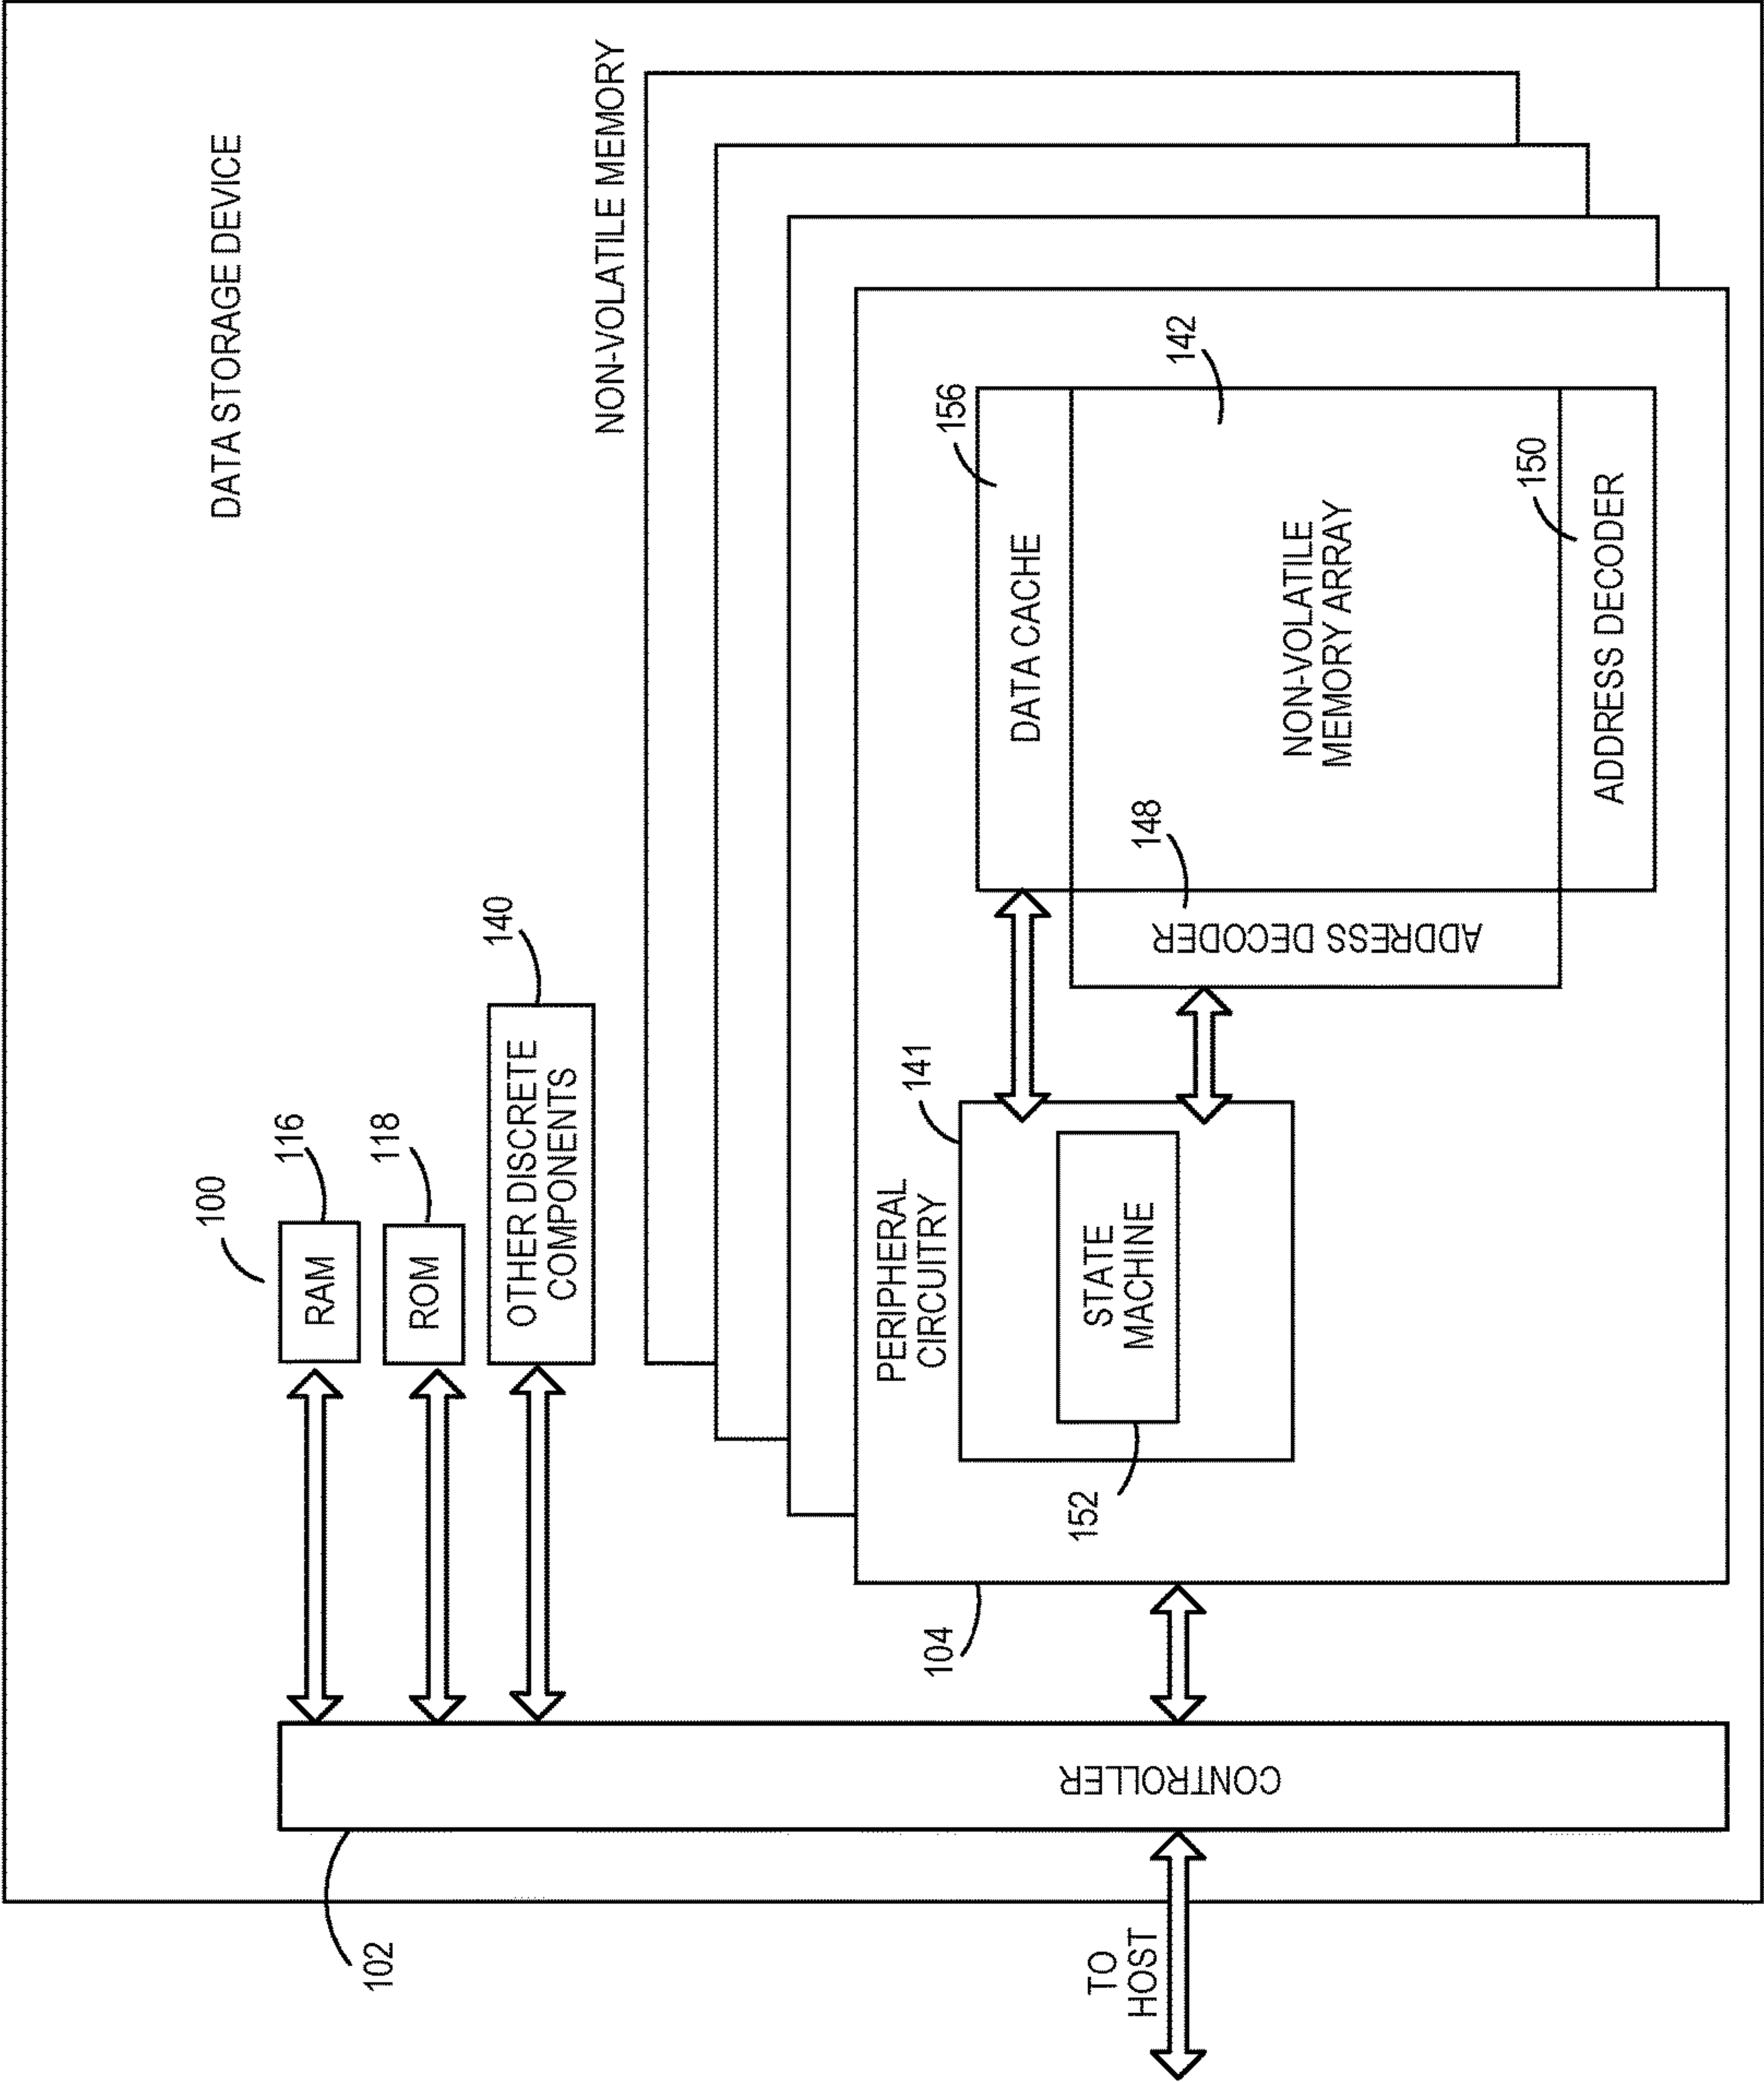 DATA STORAGE DEVICE
100
RAM
116
ROM
118
OTHER DISCRETE
COMPONENTS
140
NON-VOLATILE MEMORY
102
CONTROLLER
TO
HOST
104
PERIPHERAL
CIRCUITRY
141
STATE
MACHINE
152
DATA CACHE
156
ADDRESS DECODER
148
NON-VOLATILE
MEMORY ARRAY
142
ADDRESS DECODER
150